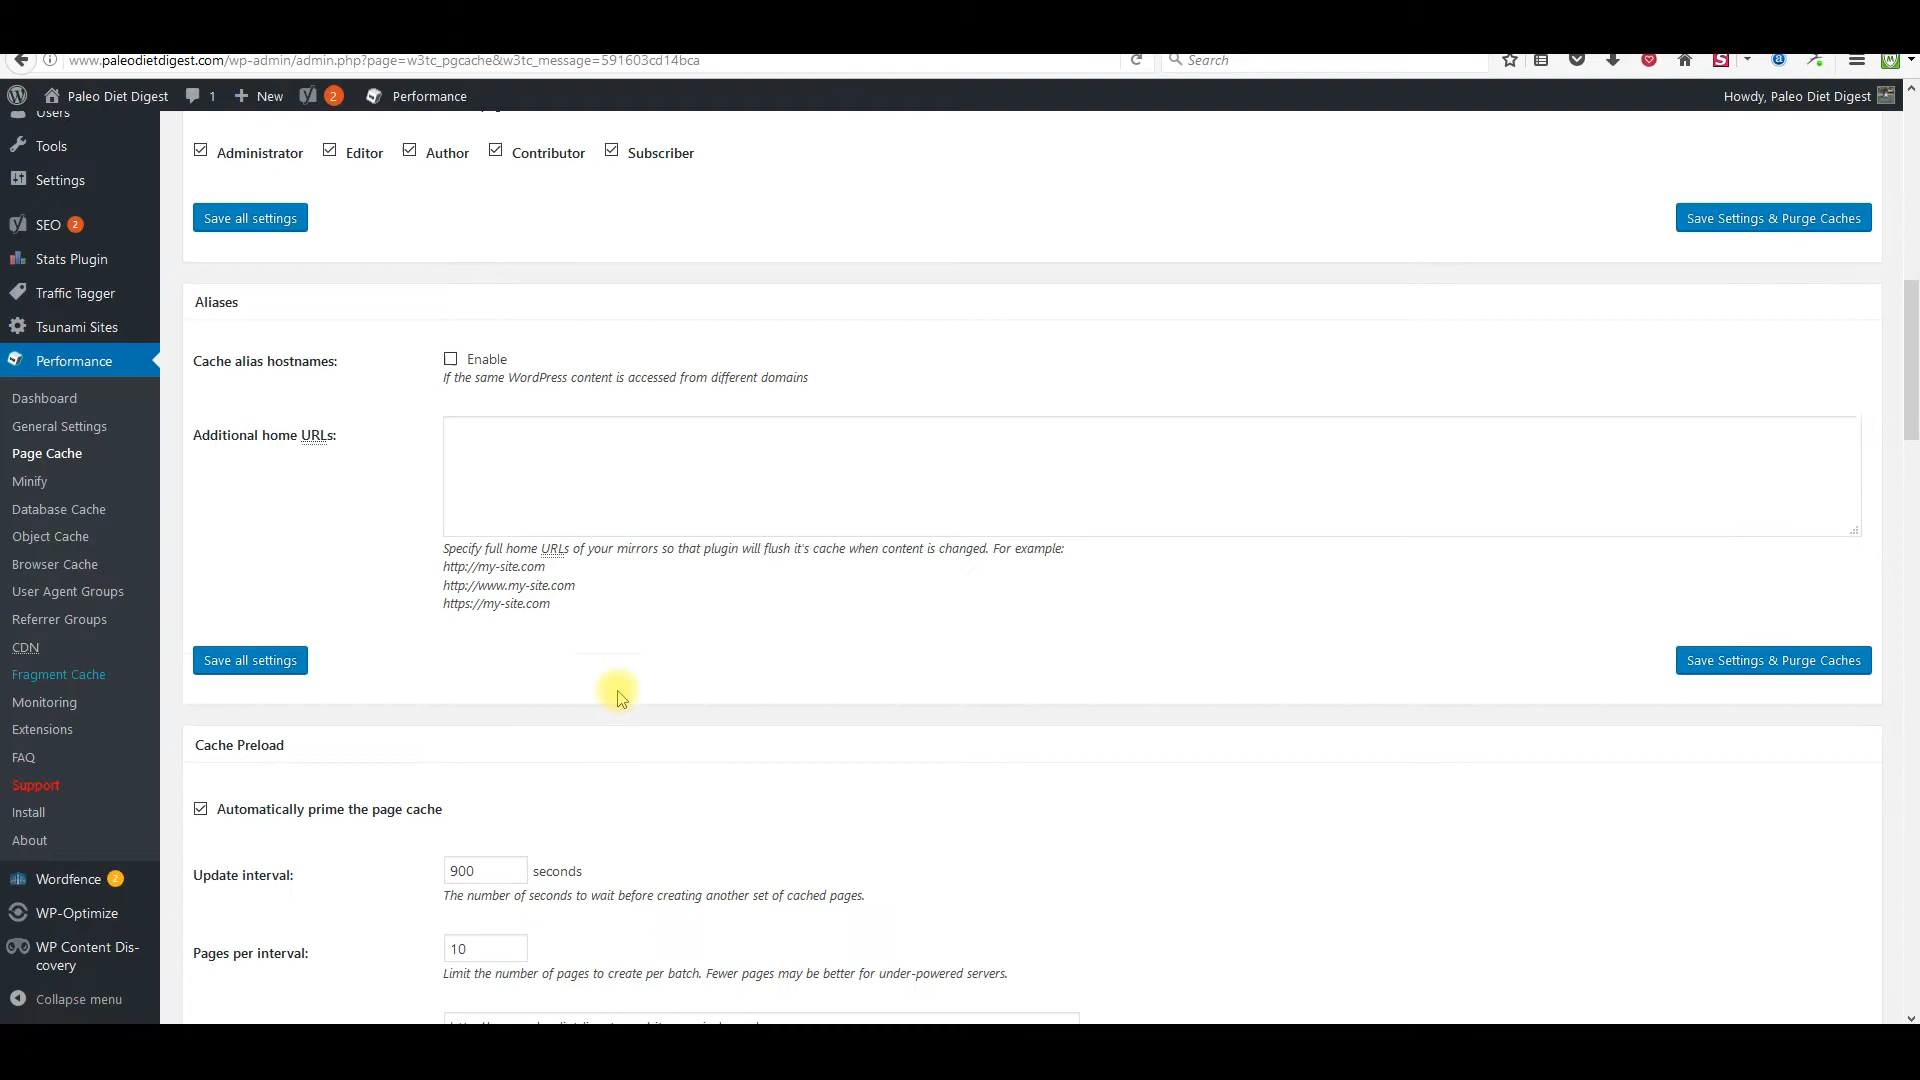 www.paleodietdigest.com/wp-admin/admin.php?page=w3tc_pgcache&w3tc_message=591603cd14bca
Search
Paleo Diet Digest
1
New
2
Performance
Howdy, Paleo Diet Digest
Users
Tools
Settings
SEO 2
Stats Plugin
Traffic Tagger
Tsunami Sites
Performance
Dashboard
General Settings
Page Cache
Minify
Database Cache
Object Cache
Browser Cache
User Agent Groups
Referrer Groups
CDN
Fragment Cache
Monitoring
Extensions
FAQ
Support
Install
About
Wordfence 2
WP-Optimize
WP Content Dis-
covery
Collapse menu
Administrator Editor Author Contributor Subscriber
Save all settings Save Settings & Purge Caches
Aliases
Cache alias hostnames: Enable
If the same WordPress content is accessed from different domains
Additional home URLs:
Specify full home URLs of your mirrors so that plugin will flush it's cache when content is changed. For example:
http://my-site.com
http://www.my-site.com
https://my-site.com
Save all settings Save Settings & Purge Caches
Cache Preload
Automatically prime the page cache
Update interval: 900 seconds
The number of seconds to wait before creating another set of cached pages.
Pages per interval: 10
Limit the number of pages to create per batch. Fewer pages may be better for under-powered servers.